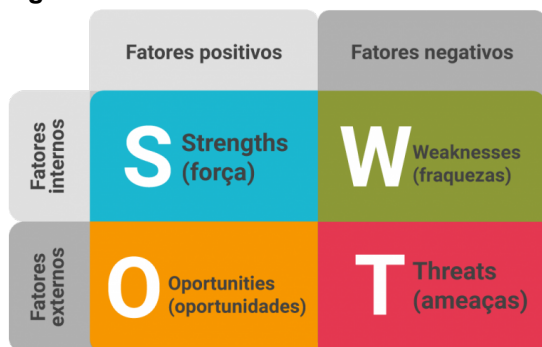 g
Fatores positivos
Fatores negativos
Fatores
internos
S
Strengths
(força)
W
Weaknesses
(fraquezas)
Fatores
externos
O
Oportunities
(oportunidades)
T
Threats
(ameaças)